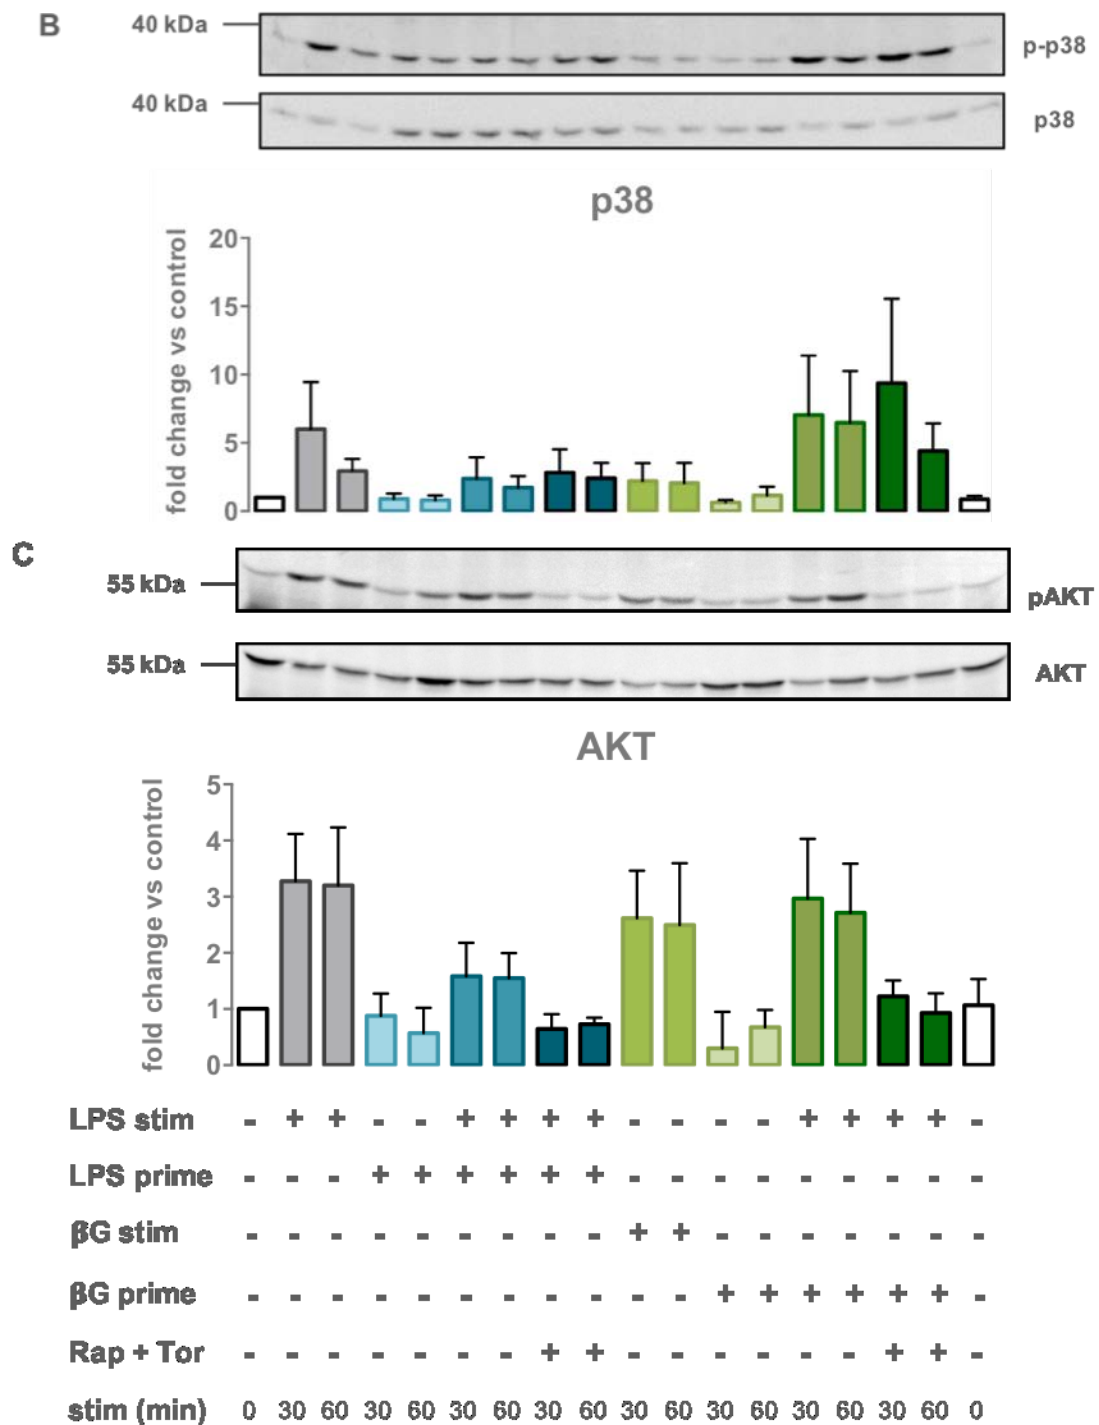 B
40 kDa
p-p38
40 kDa
p38
p38
fold change vs control
20
15
10
5
0
C
55 kDa
pAKT
55 kDa
AKT
AKT
fold change vs control
5
4
3
2
1
0
LPS stim - + + - - + + + + - - - - + + + + -
LPS prime - - - + + + + + + - - - - - - - - -
βG stim - - - - - - - - - + + - - - - - - -
βG prime - - - - - - - - - - - + + + + + + -
Rap + Tor - - - - - - - + + - - - - - - + + -
stim (min) 0 30 60 30 60 30 60 30 60 30 60 30 60 30 60 30 60 0